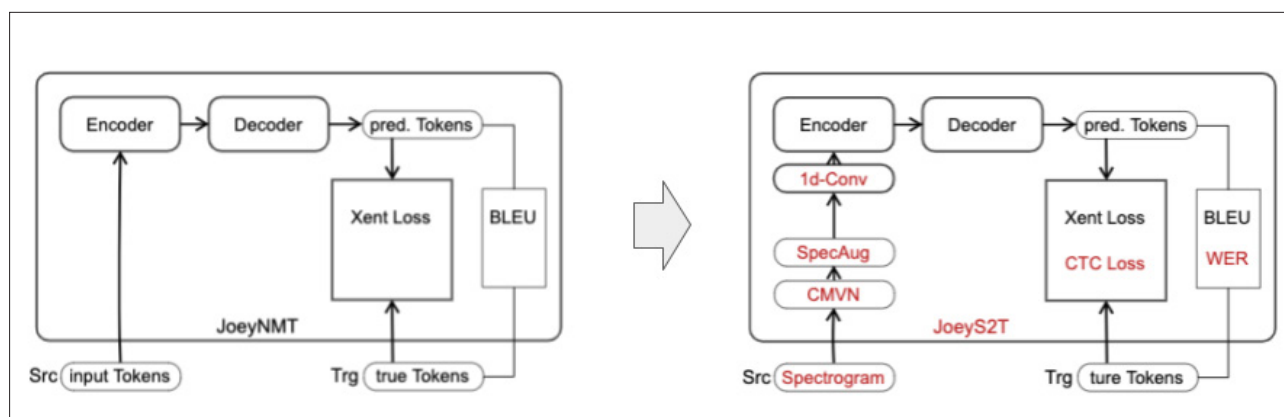 Encoder
Decoder
pred. Tokens
Xent Loss
BLEU
JoeyNMT
Src
input Tokens
Trg
true Tokens
Encoder
Decoder
pred. Tokens
1d-Conv
Xent Loss
BLEU
SpecAug
CTC Loss
WER
CMVN
JoeyS2T
Src
Spectrogram
Trg
ture Tokens